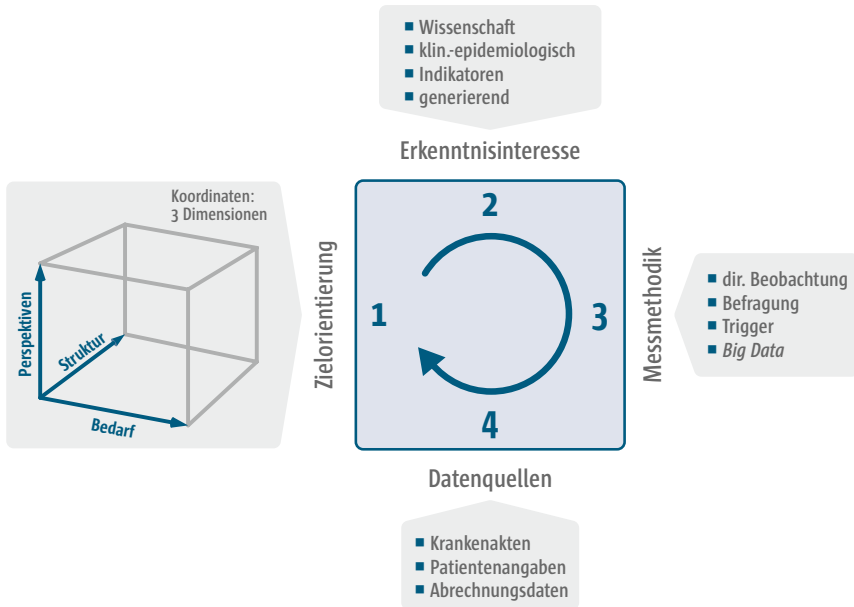 Wissenschaft
klin.-epidemiologisch
Indikatoren
generierend
Erkenntnisinteresse
Koordinaten:
3 Dimensionen
Perspektiven
Struktur
Bedarf
Zielorientierung
1
2
3
4
Messmethodik
dir. Beobachtung
Befragung
Trigger
Big Data
Datenquellen
Krankenakten
Patientenangaben
Abrechnungsdaten